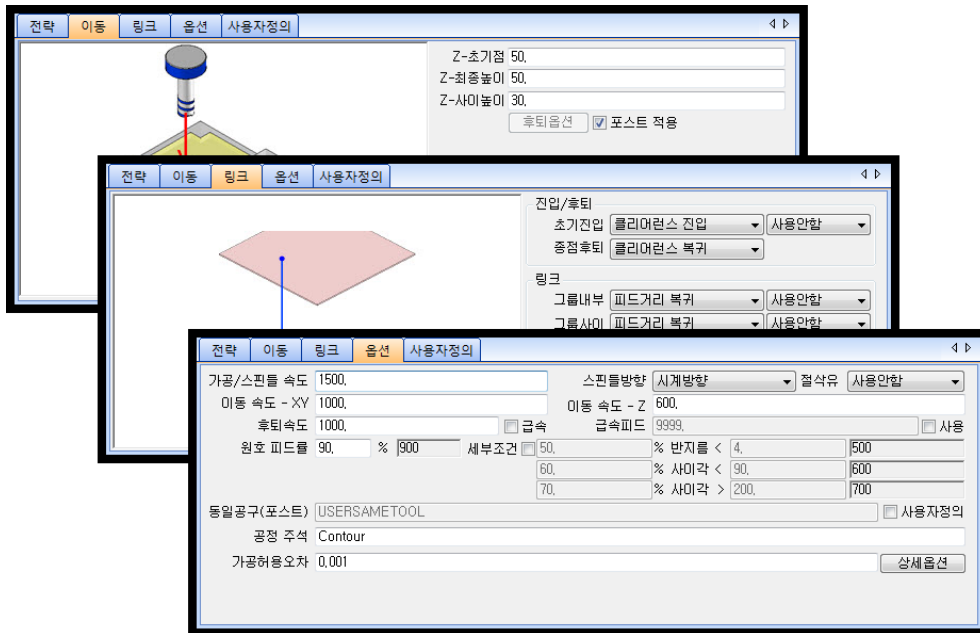 전략 이동 링크 옵션 사용자정의
Z-초기점 50.
Z-최종높이 50.
Z-사이높이 30.
후퇴옵션 포스트 적용
전략 이동 링크 옵션 사용자정의
진입/후퇴
초기진입 클리어런스 진입 사용안함
종점후퇴 클리어런스 복귀
링크
그룹내부 피드거리 복귀 사용안함
그룹사이 피드거리 복귀 사용안함
전략 이동 링크 옵션 사용자정의
가공/스핀들 속도 1500. 스핀들방향 시계방향 절삭유 사용안함
이동 속도 - XY 1000. 이동 속도 - Z 600.
후퇴속도 1000. 급속 급속피드 9999. 사용
원호 피드률 90. % 900 세부조건 50. % 반지름 < 4. 500
60. % 사이각 < 90. 600
70. % 사이각 > 200. 700
동일공구(포스트) USERSAMETOOL 사용자정의
공정 주석 Contour
가공허용오차 0.001 상세옵션